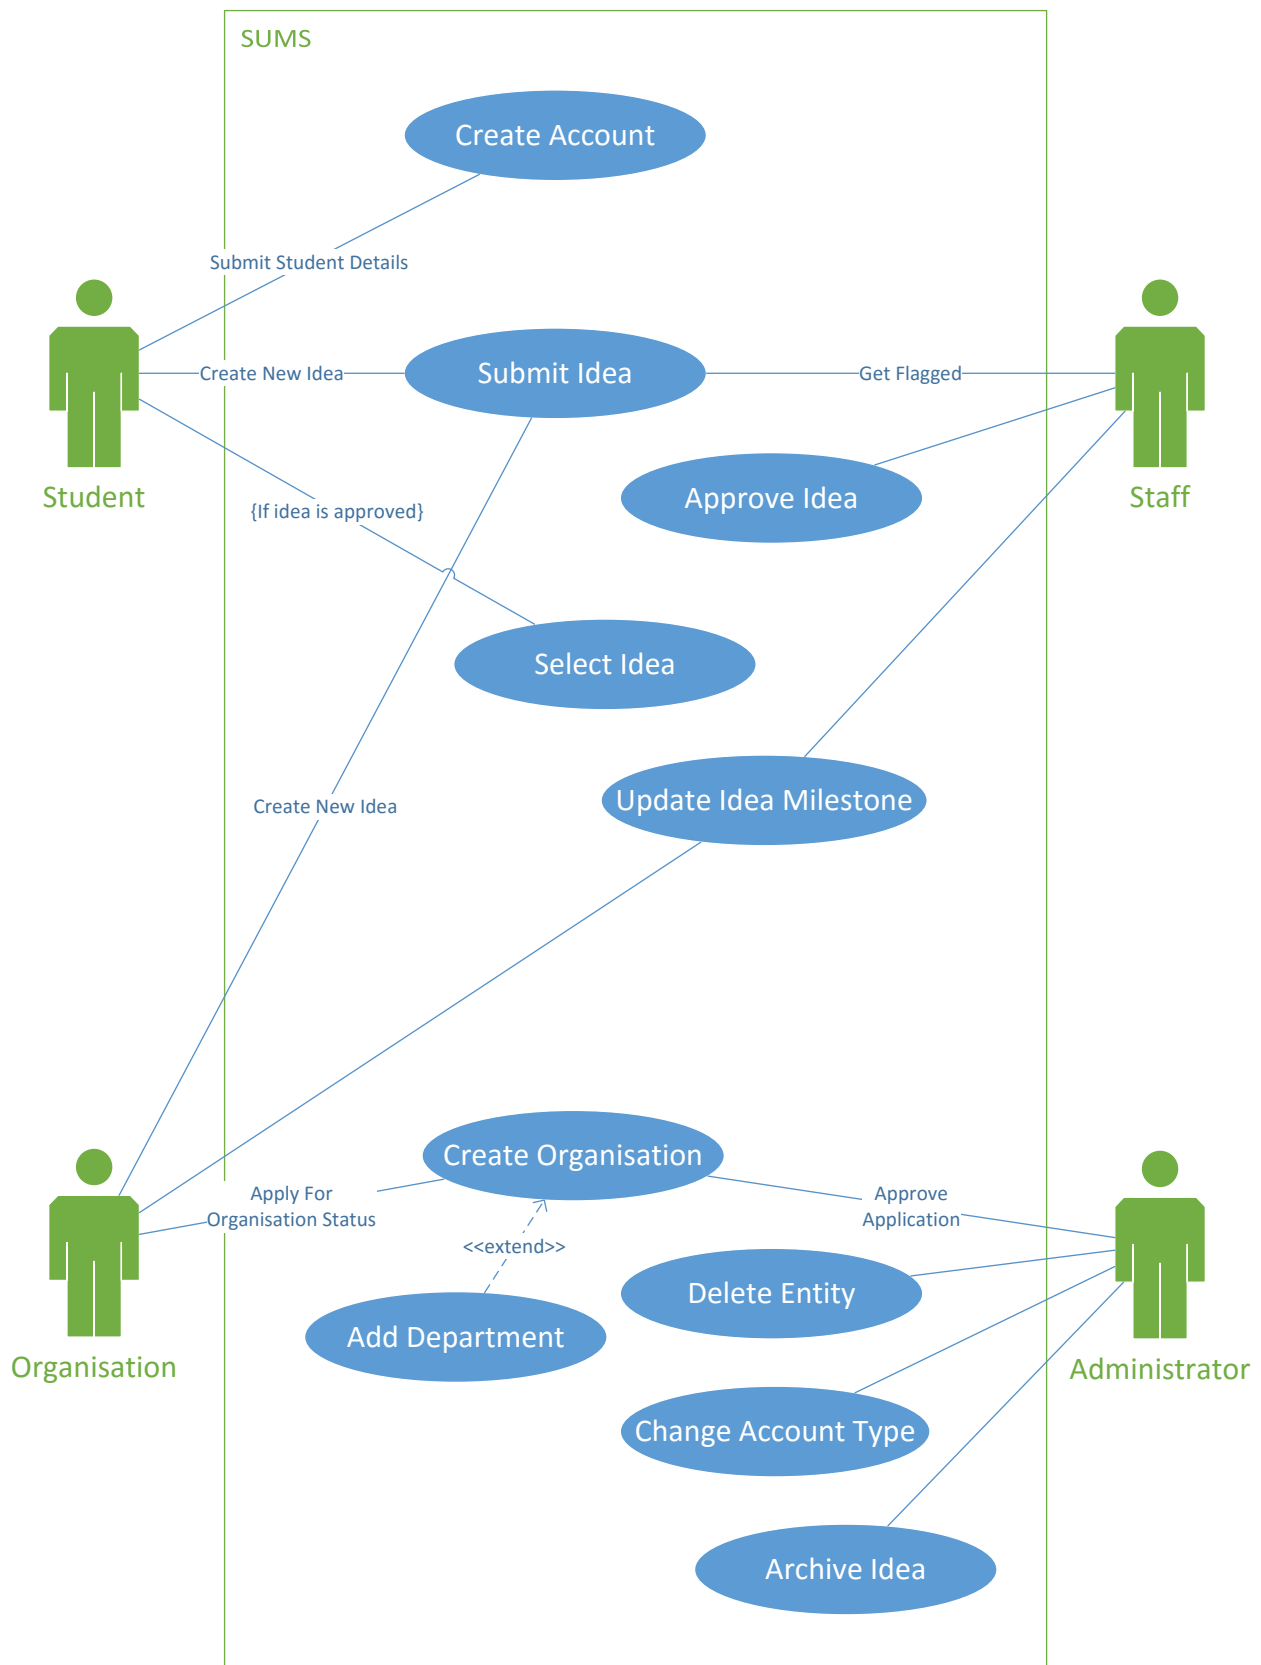 SUMS
Create Account
Submit Student Details
Create New Idea
Submit Idea
Get Flagged
Student
{If idea is approved}
Approve Idea
Staff
Select Idea
Create New Idea
Update Idea Milestone
Create Organisation
Apply For
Organisation Status
Approve
Application
<<extend>>
Delete Entity
Add Department
Organisation
Administrator
Change Account Type
Archive Idea